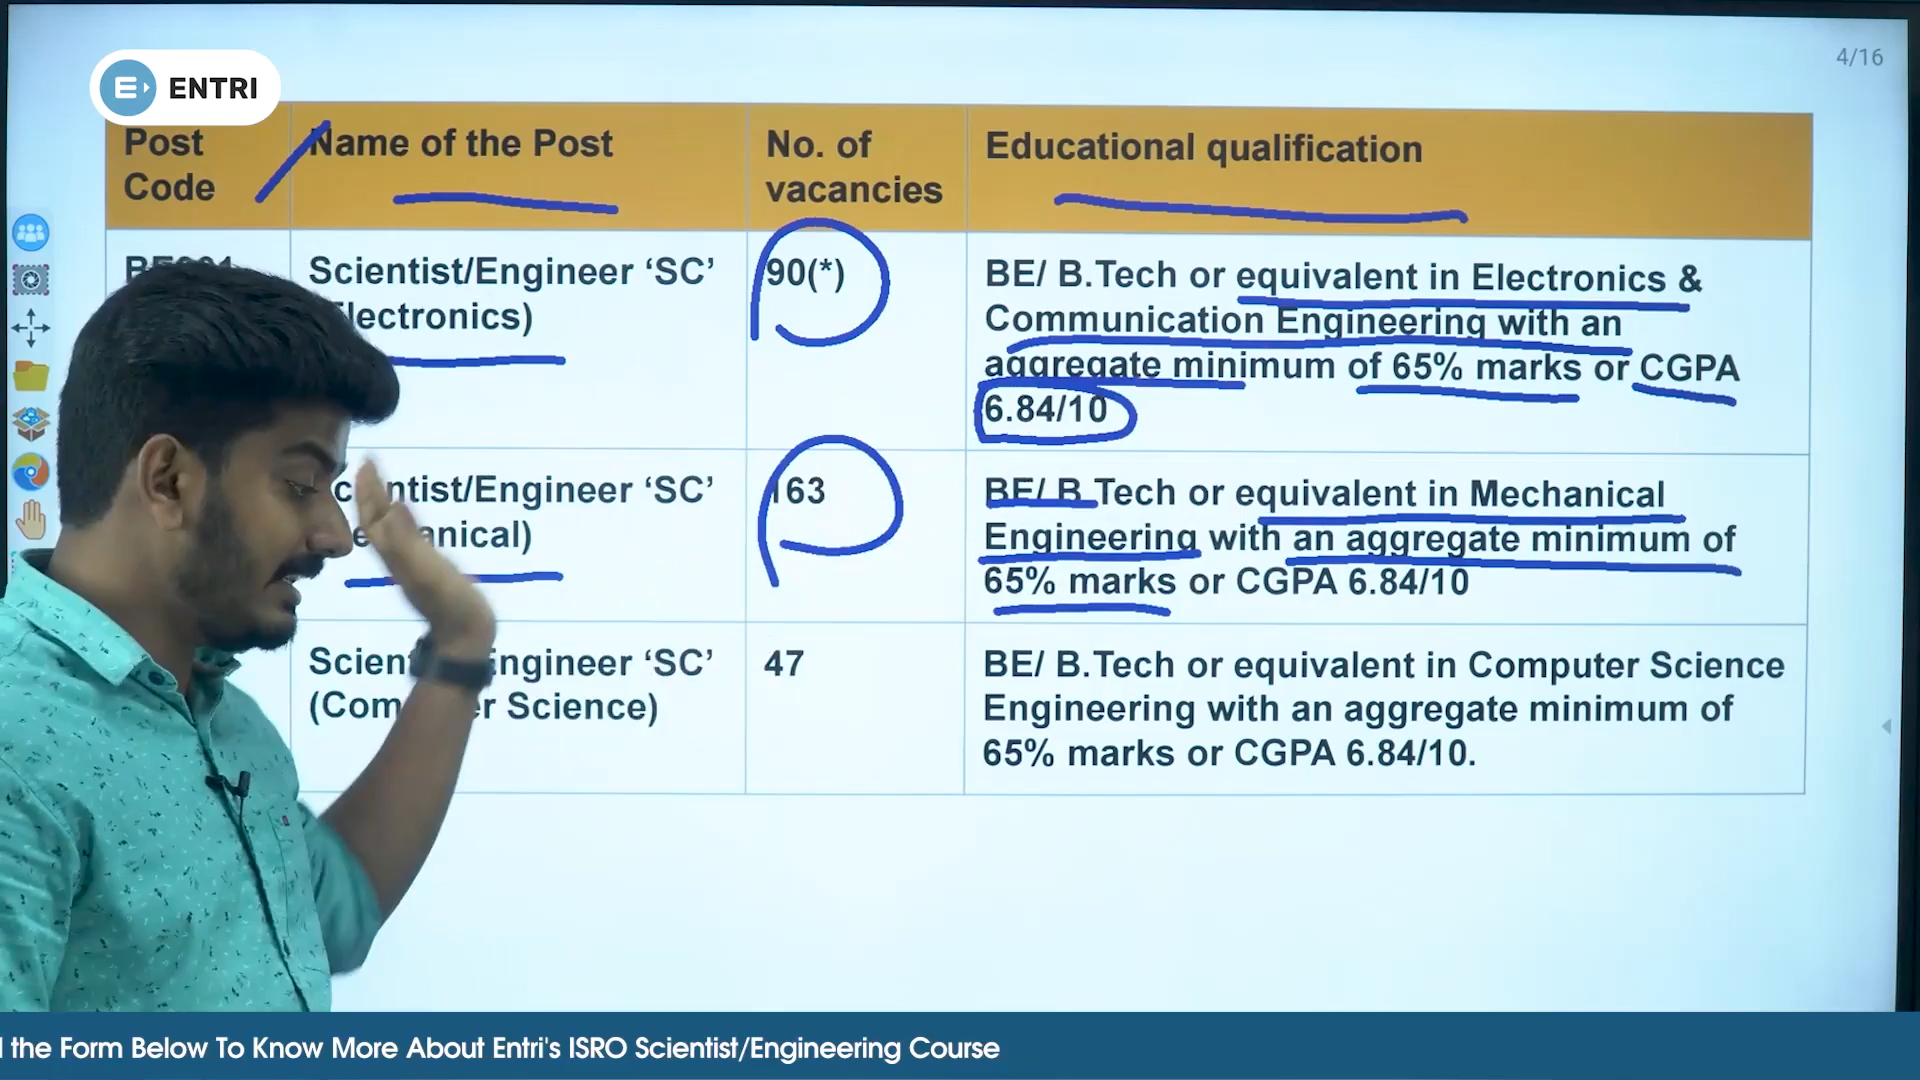 4/16
ENTRI
Post
Code
Name of the Post
No. of
vacancies
Educational qualification
Scientist/Engineer ‘SC’
lectronics)
90(*)
BE/ B.Tech or equivalent in Electronics &
Communication Engineering with an
aggregate minimum of 65% marks or CGPA
6.84/10
ntist/Engineer ‘SC’
anical)
163
BE/ B.Tech or equivalent in Mechanical
Engineering with an aggregate minimum of
65% marks or CGPA 6.84/10
Scien ngineer ‘SC’
(Com r Science)
47
BE/ B.Tech or equivalent in Computer Science
Engineering with an aggregate minimum of
65% marks or CGPA 6.84/10.
the Form Below To Know More About Entri's ISRO Scientist/Engineering Course